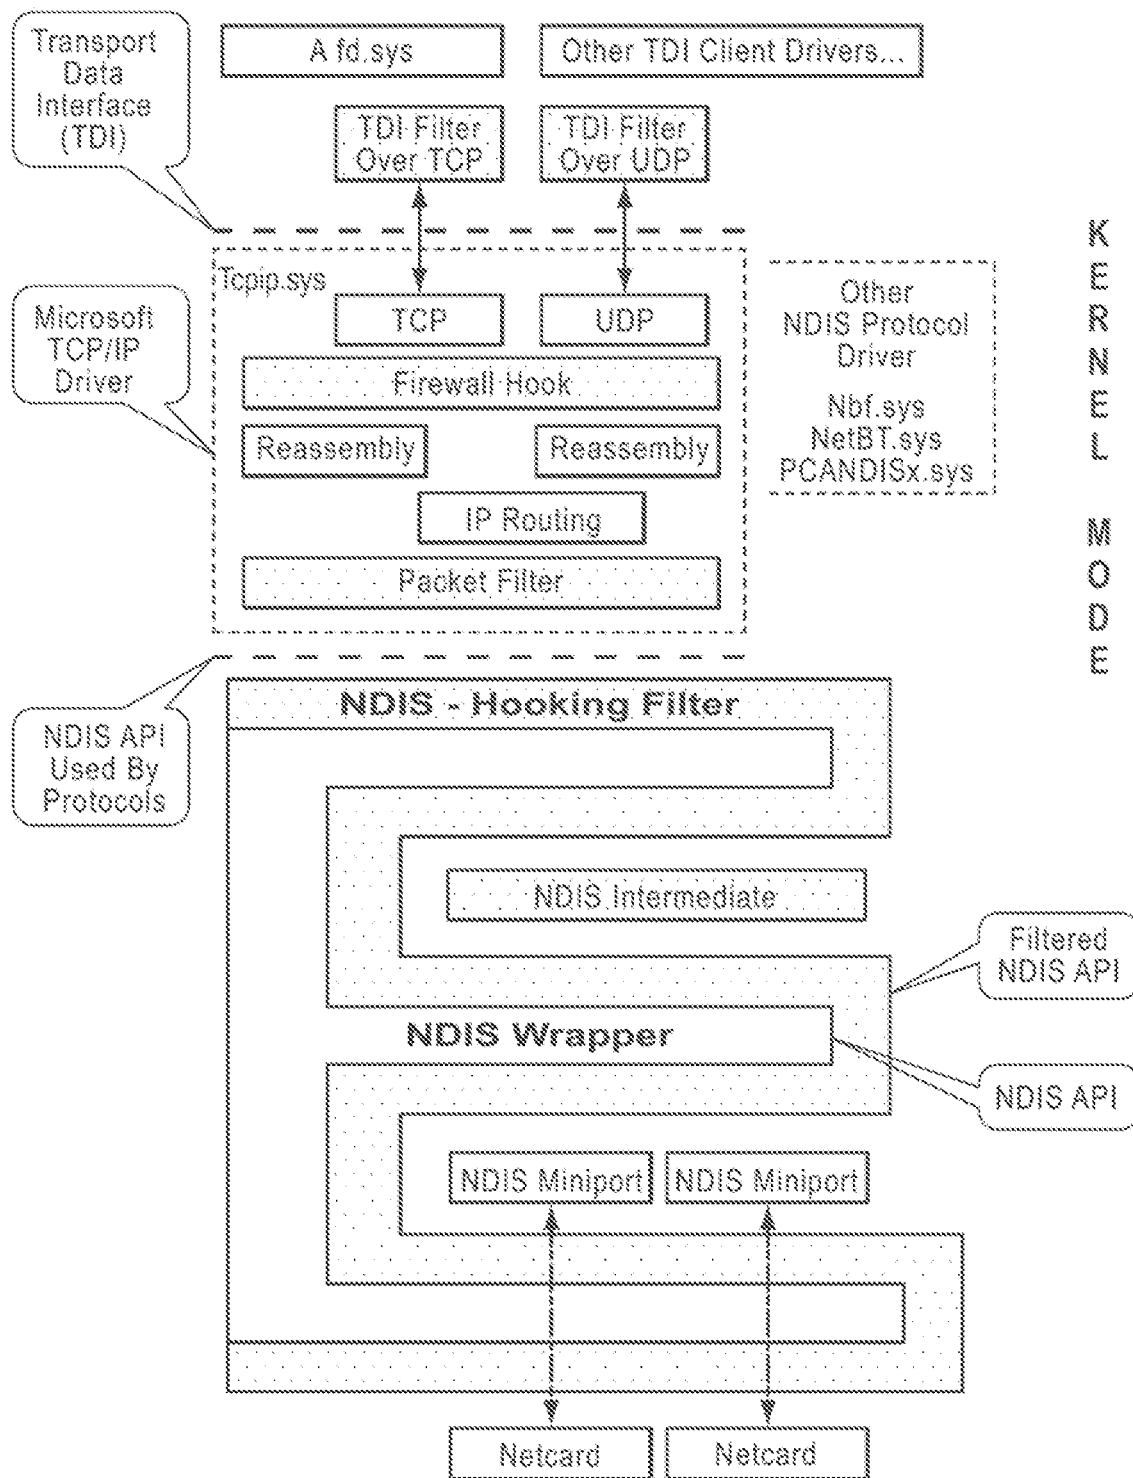 Transport
Data
Interface
(TDI)
A fd.sys
Other TDI Client Drivers...
TDI Filter
Over TCP
TDI Filter
Over UDP
Tcpip.sys
TCP
UDP
Microsoft
TCP/IP
Driver
Firewall Hook
Reassembly
Reassembly
IP Routing
Packet Filter
Other
NDIS Protocol
Driver
Nbf.sys
NetBT.sys
PCANDISx.sys
KERNEL MODE
NDIS API
Used By
Protocols
NDIS - Hooking Filter
NDIS Intermediate
Filtered
NDIS API
NDIS Wrapper
NDIS API
NDIS Miniport
NDIS Miniport
Netcard
Netcard